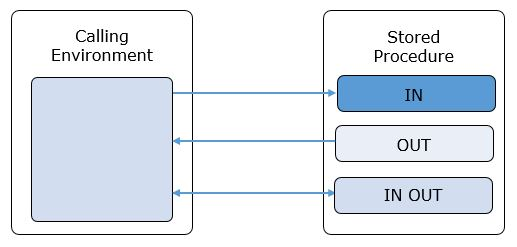 Calling
Environment
Stored
Procedure
IN
OUT
IN OUT